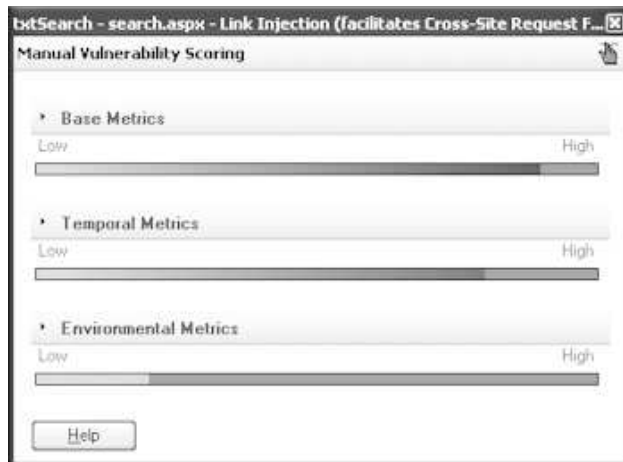 txtSearch - search.aspx - Link Injection (facilitates Cross-Site Request F...
Manual Vulnerability Scoring
Base Metrics
Low High
Temporal Metrics
Low High
Environmental Metrics
Low High
Help